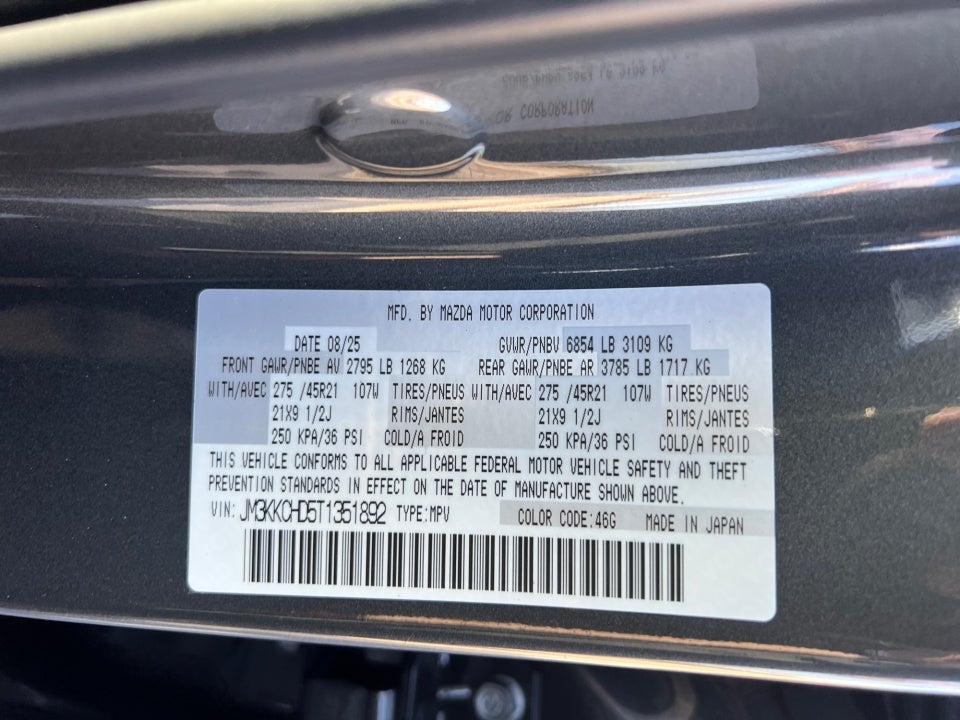 MFD. BY MAZDA MOTOR CORPORATION
DATE 08/25 GVWR/PNBV 6854 LB 3109 KG
FRONT GAWR/PNBE AV 2795 LB 1268 KG REAR GAWR/PNBE AR 3785 LB 1717 KG
WITH/AVEC 275 /45R21 107W TIRES/PNEUS WITH/AVEC 275 /45R21 107W TIRES/PNEUS
21X9 1/2J RIMS/JANTES 21X9 1/2J RIMS/JANTES
250 KPA/36 PSI COLD/A FROID 250 KPA/36 PSI COLD/A FROID
THIS VEHICLE CONFORMS TO ALL APPLICABLE FEDERAL MOTOR VEHICLE SAFETY AND THEFT
PREVENTION STANDARDS IN EFFECT ON THE DATE OF MANUFACTURE SHOWN ABOVE.
VIN: JM3KKCHD5T1351892 TYPE:MPV COLOR CODE:46G MADE IN JAPAN